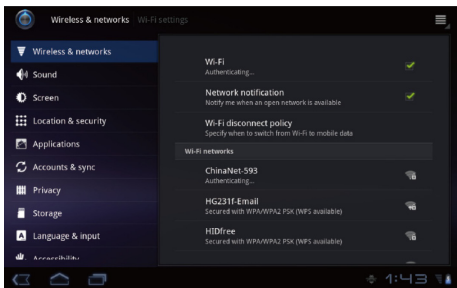 Wireless & networks Wi-Fi settings
Wireless & networks
Sound
Screen
Location & security
Applications
Accounts & sync
Privacy
Storage
Language & input
Accessibility
Wi-Fi
Authenticating...
Network notification
Notify me when an open network is available
Wi-Fi disconnect policy
Specify when to switch from Wi-Fi to mobile data
Wi-Fi networks
ChinaNet-593
Authenticating...
HG231f-Email
Secured with WPA/WPA2 PSK (WPS available)
HIDfree
Secured with WPA/WPA2 PSK (WPS available)
1:43